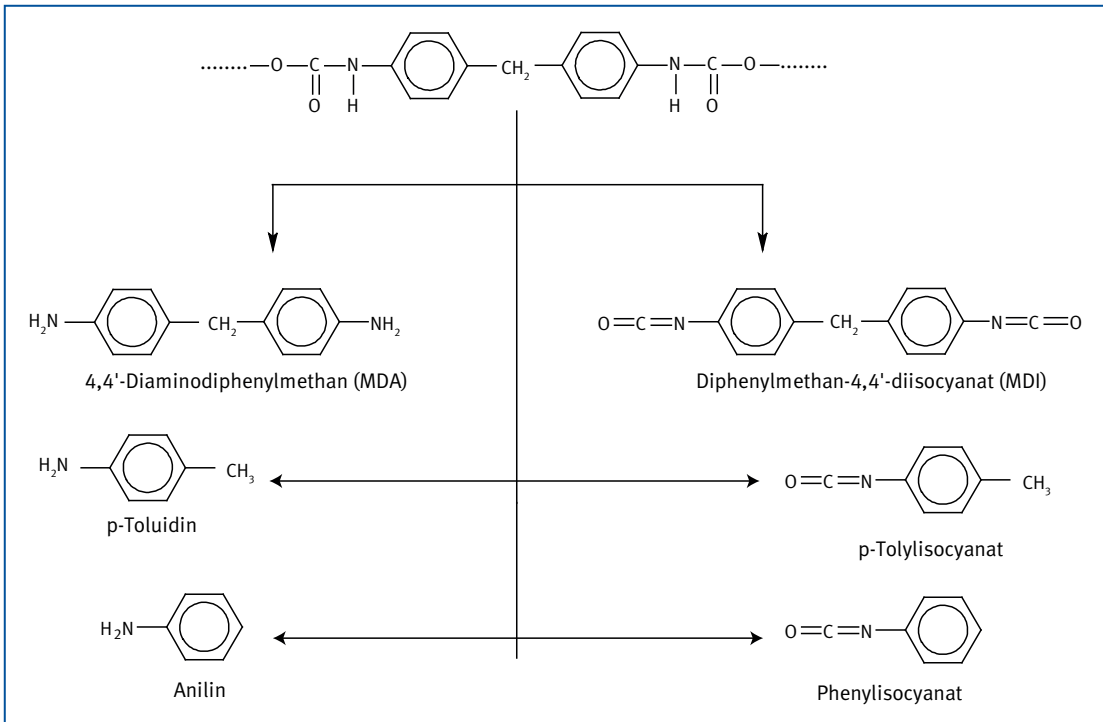 ........ O C N CH₂ N C O ........
O H H O
H₂N CH₂ NH₂
4,4'-Diaminodiphenylmethan (MDA)
O=C=N CH₂ N=C=O
Diphenylmethan-4,4'-diisocyanat (MDI)
H₂N CH₃
p-Toluidin
O=C=N CH₃
p-Tolylisocyanat
H₂N
Anilin
O=C=N
Phenylisocyanat